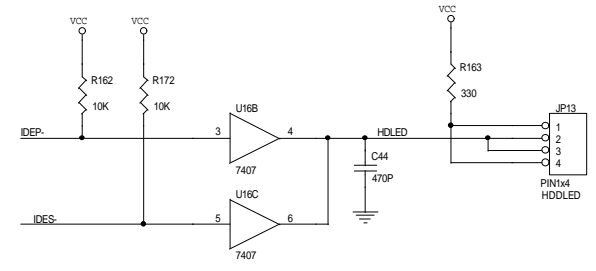 VCC
VCC
VCC
R162
10K
R172
10K
R163
330
JP13
U16B
IDEP-
3
4
HDLED
1
2
3
4
7407
C44
470P
PIN1x4
HDDLED
U16C
IDES-
5
6
7407